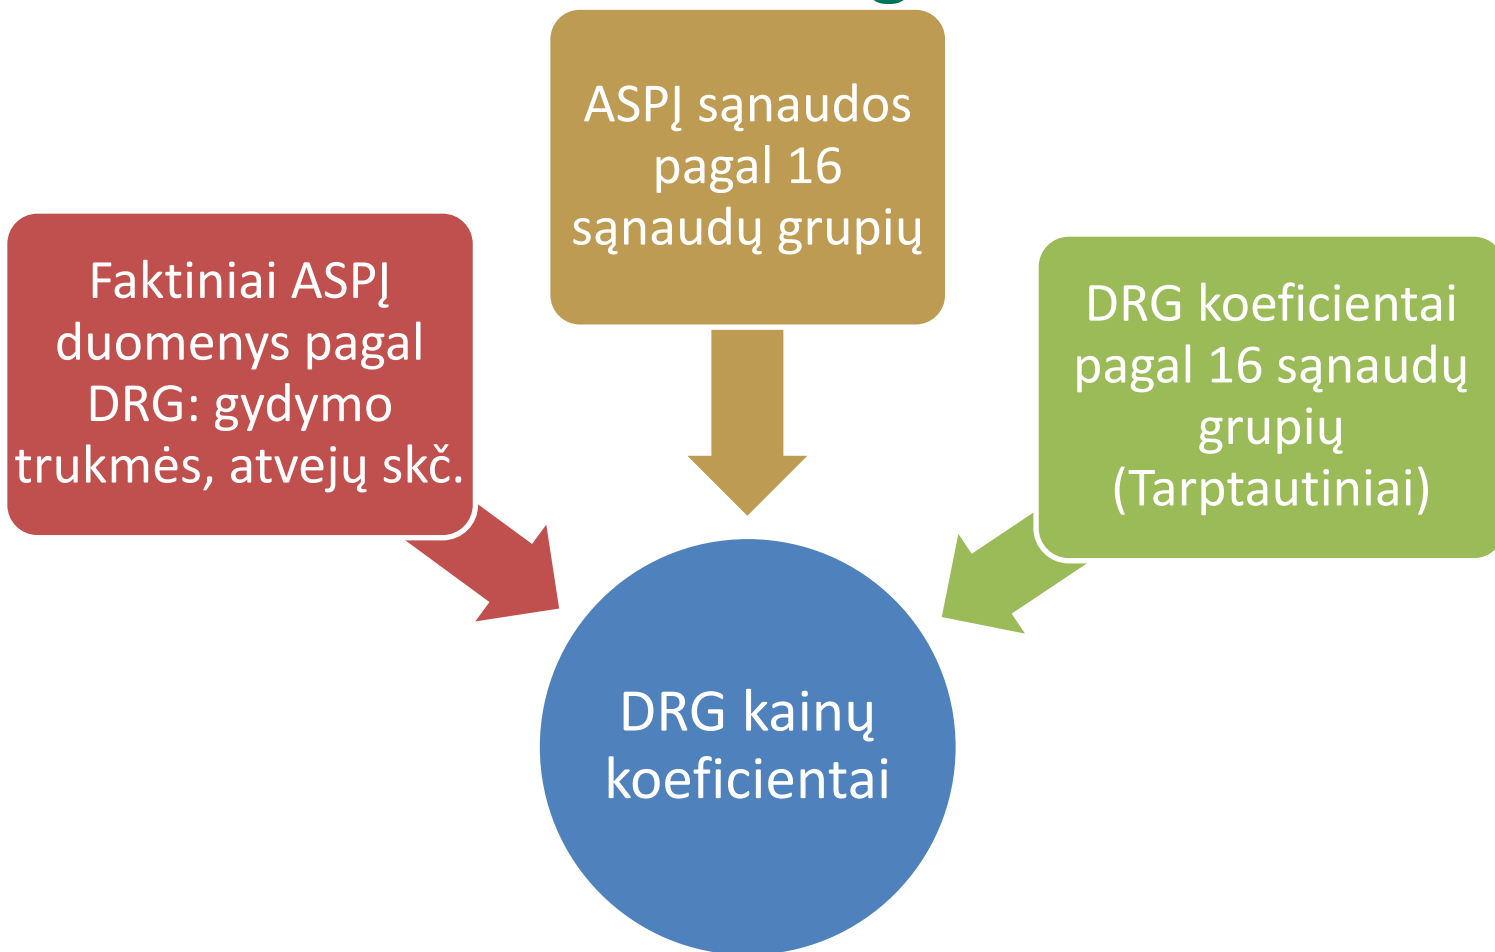 ASPĮ sąnaudos
pagal 16
sąnaudų grupių
Faktiniai ASPĮ
duomenys pagal
DRG: gydymo
trukmės, atvejų skč.
DRG koeficientai
pagal 16 sąnaudų
grupių
(Tarptautiniai)
DRG kainų
koeficientai